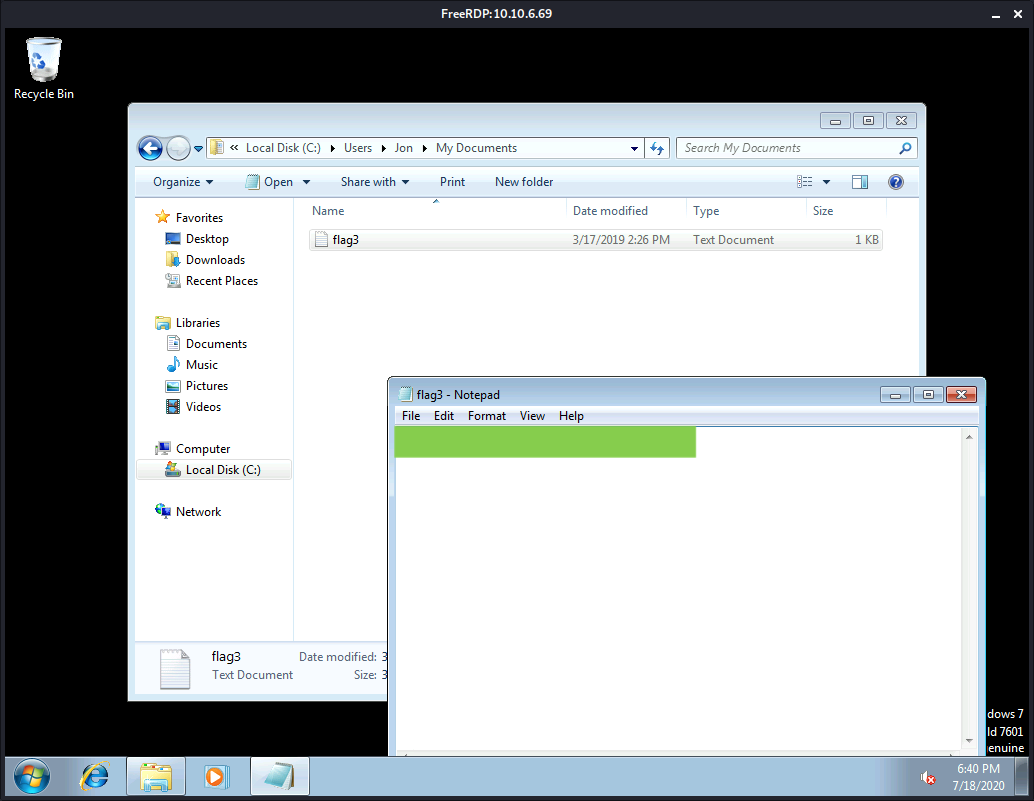 FreeRDP:10.10.6.69
Recycle Bin
« Local Disk (C:) Users Jon My Documents
Search My Documents
Organize Open Share with Print New folder
Favorites
Desktop
Downloads
Recent Places
Libraries
Documents
Music
Pictures
Videos
Computer
Local Disk (C:)
Network
Name Date modified Type Size
flag3 3/17/2019 2:26 PM Text Document 1 KB
flag3 Date modified: 3
Text Document Size: 3
flag3 - Notepad
File Edit Format View Help
dows 7
ld 7601
enuine
6:40 PM
7/18/2020